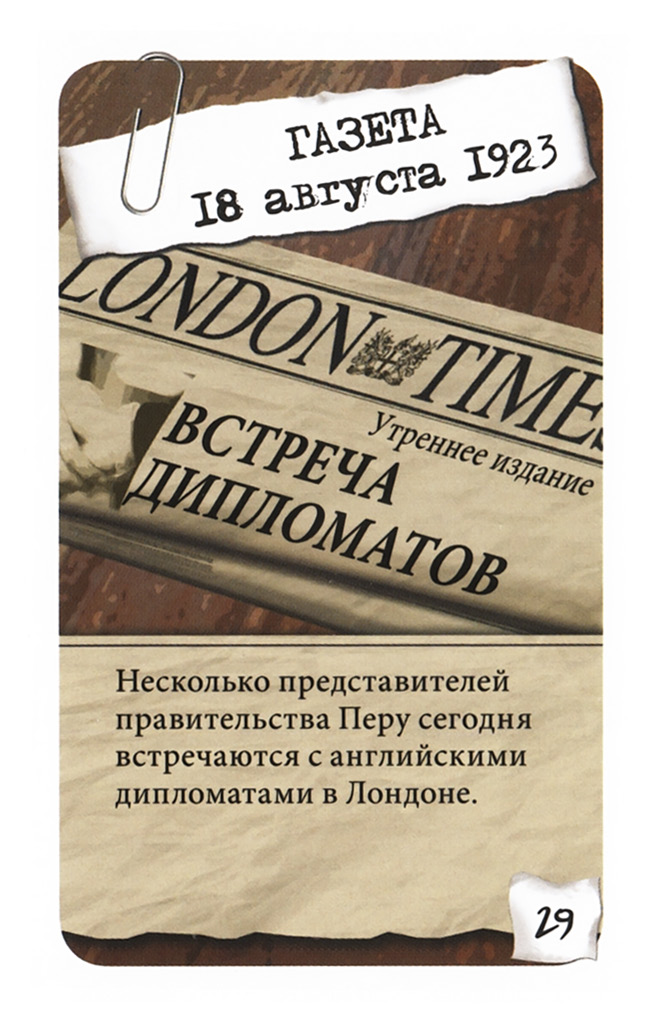 ГАЗЕТА
18 августа 1923
LONDON TIMES
Утреннее издание
ВСТРЕЧА
ДИПЛОМАТОВ
Несколько представителей
правительства Перу сегодня
встречаются с английскими
дипломатами в Лондоне.
29